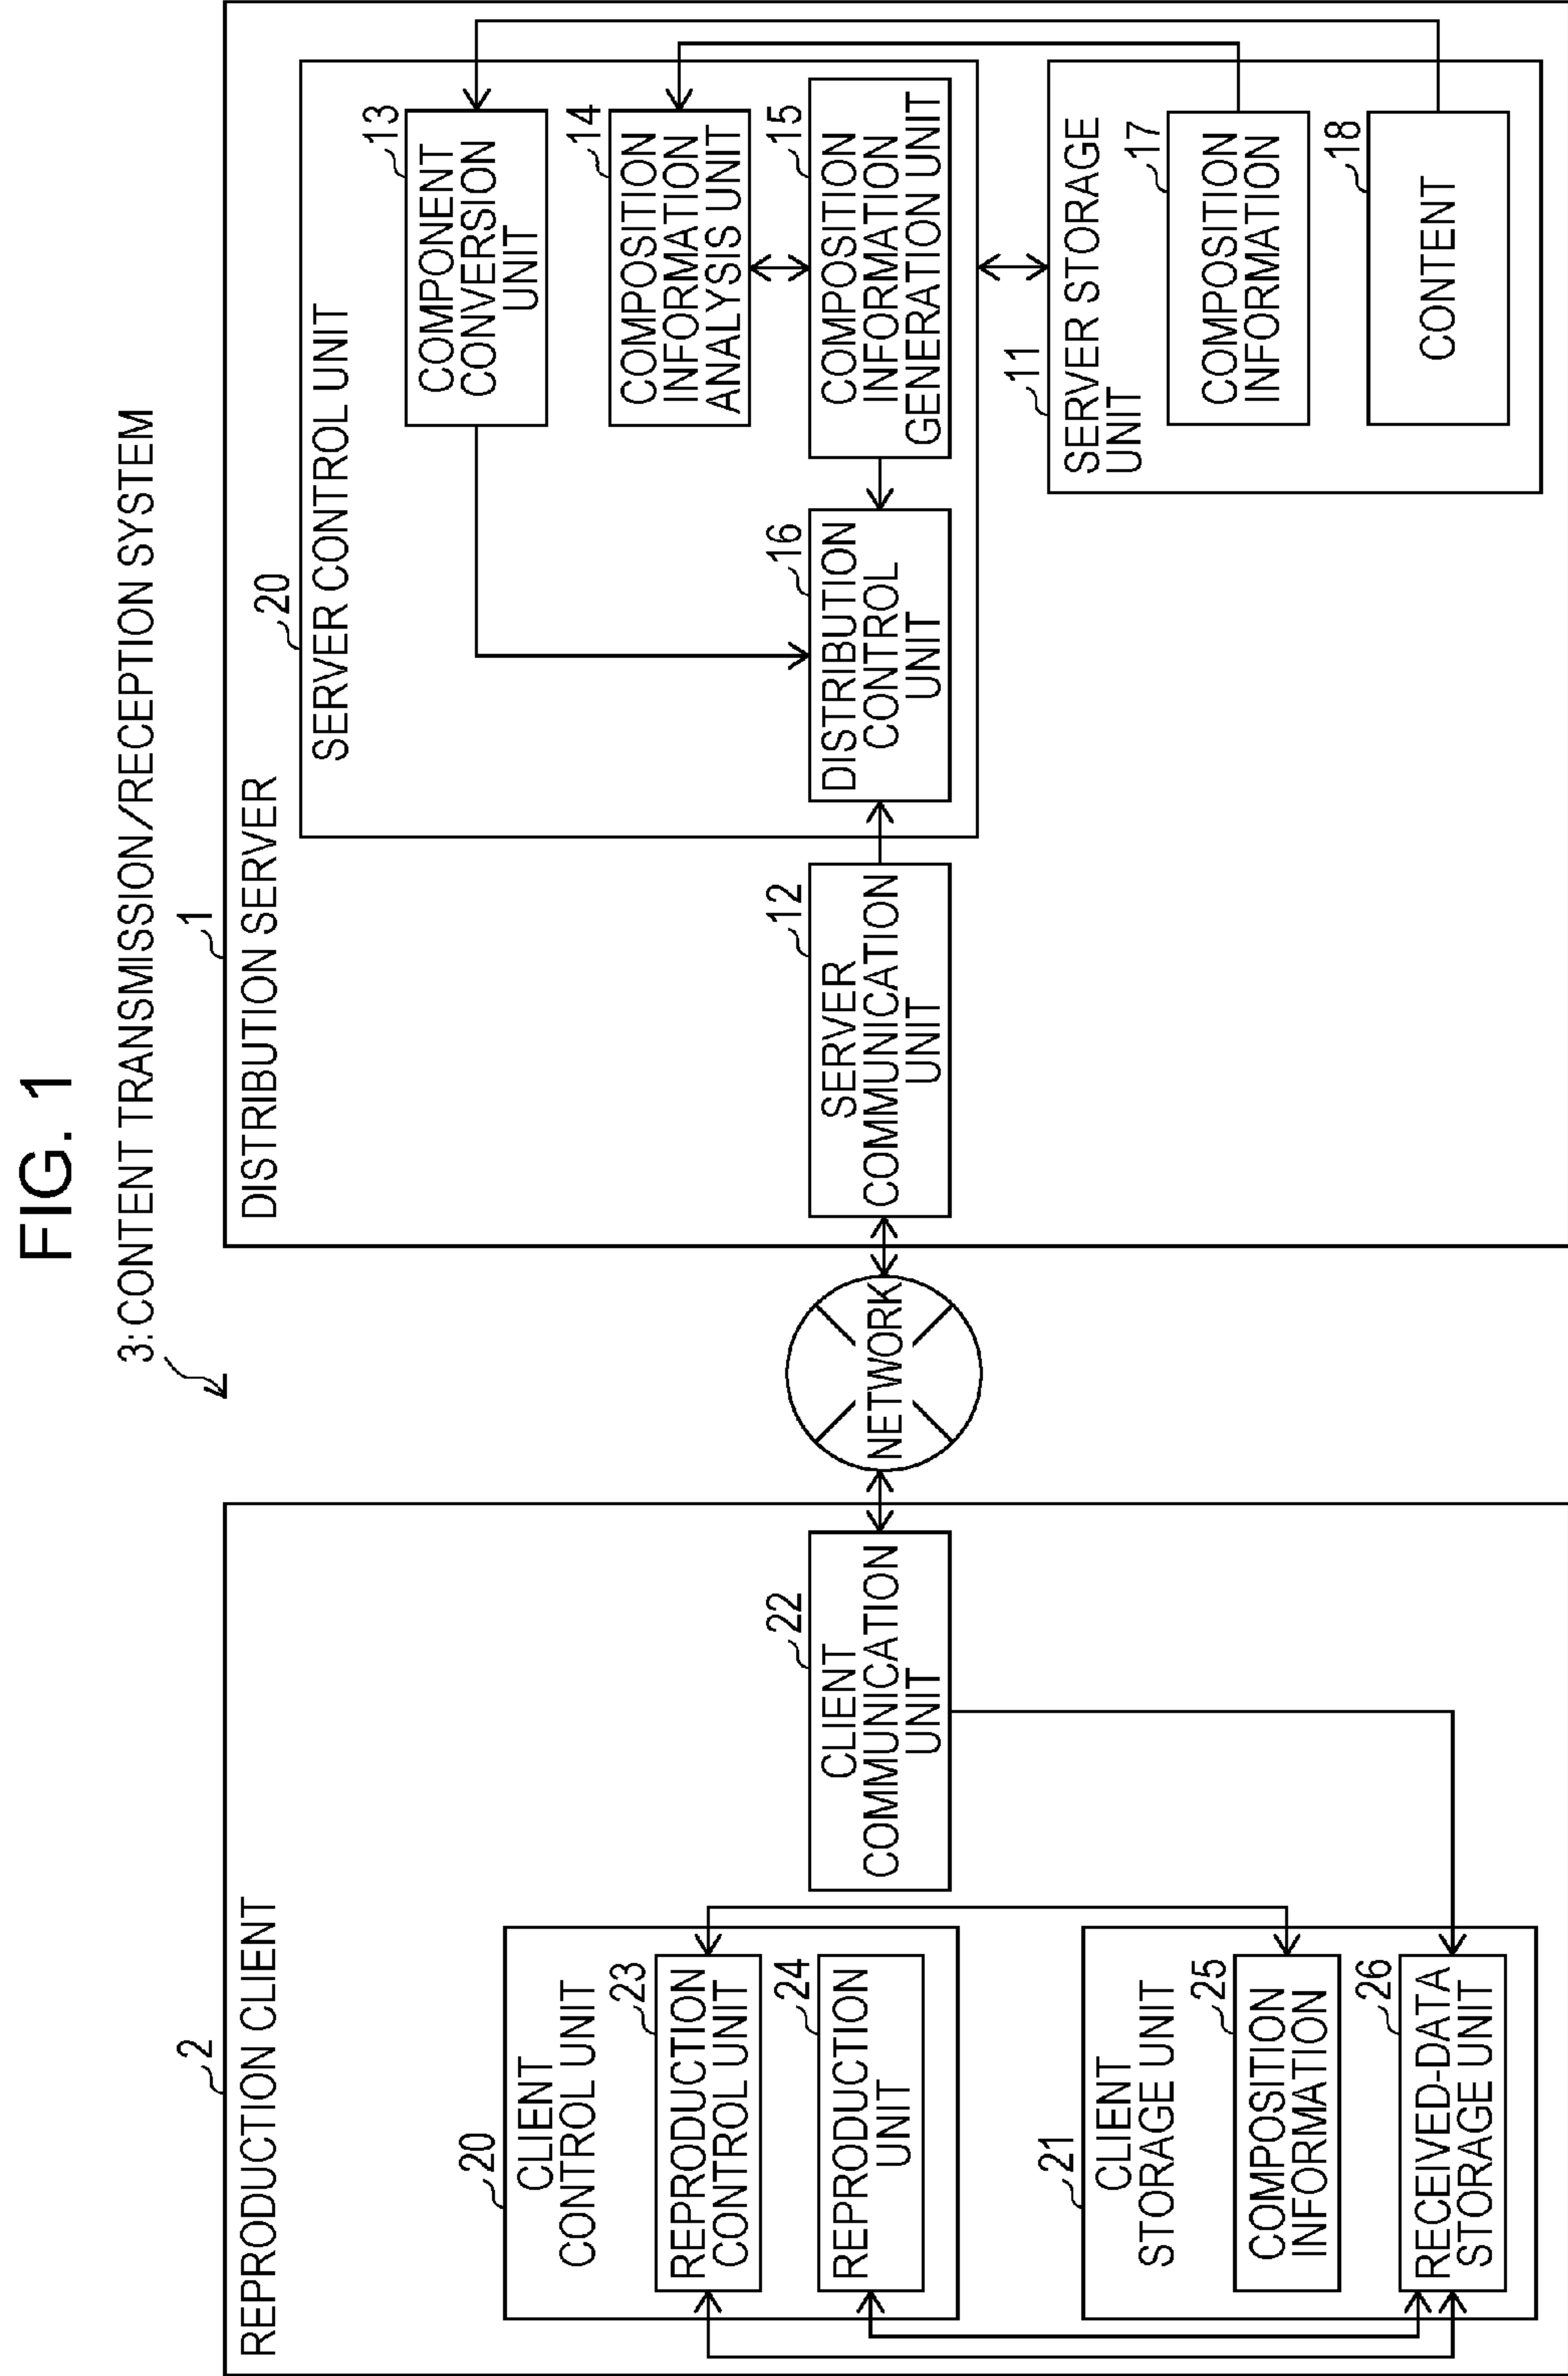 FIG. 1
3: CONTENT TRANSMISSION/RECEPTION SYSTEM
2
REPRODUCTION CLIENT
20
CLIENT
CONTROL UNIT
23
REPRODUCTION
CONTROL UNIT
24
REPRODUCTION
UNIT
21
CLIENT
STORAGE UNIT
25
COMPOSITION
INFORMATION
26
RECEIVED-DATA
STORAGE UNIT
22
CLIENT
COMMUNICATION
UNIT
NETWORK
1
DISTRIBUTION SERVER
12
SERVER
COMMUNICATION
UNIT
20
SERVER CONTROL UNIT
13
COMPONENT
CONVERSION
UNIT
14
COMPOSITION
INFORMATION
ANALYSIS UNIT
15
COMPOSITION
INFORMATION
GENERATION UNIT
16
DISTRIBUTION
CONTROL
UNIT
11
SERVER STORAGE
UNIT
17
COMPOSITION
INFORMATION
18
CONTENT